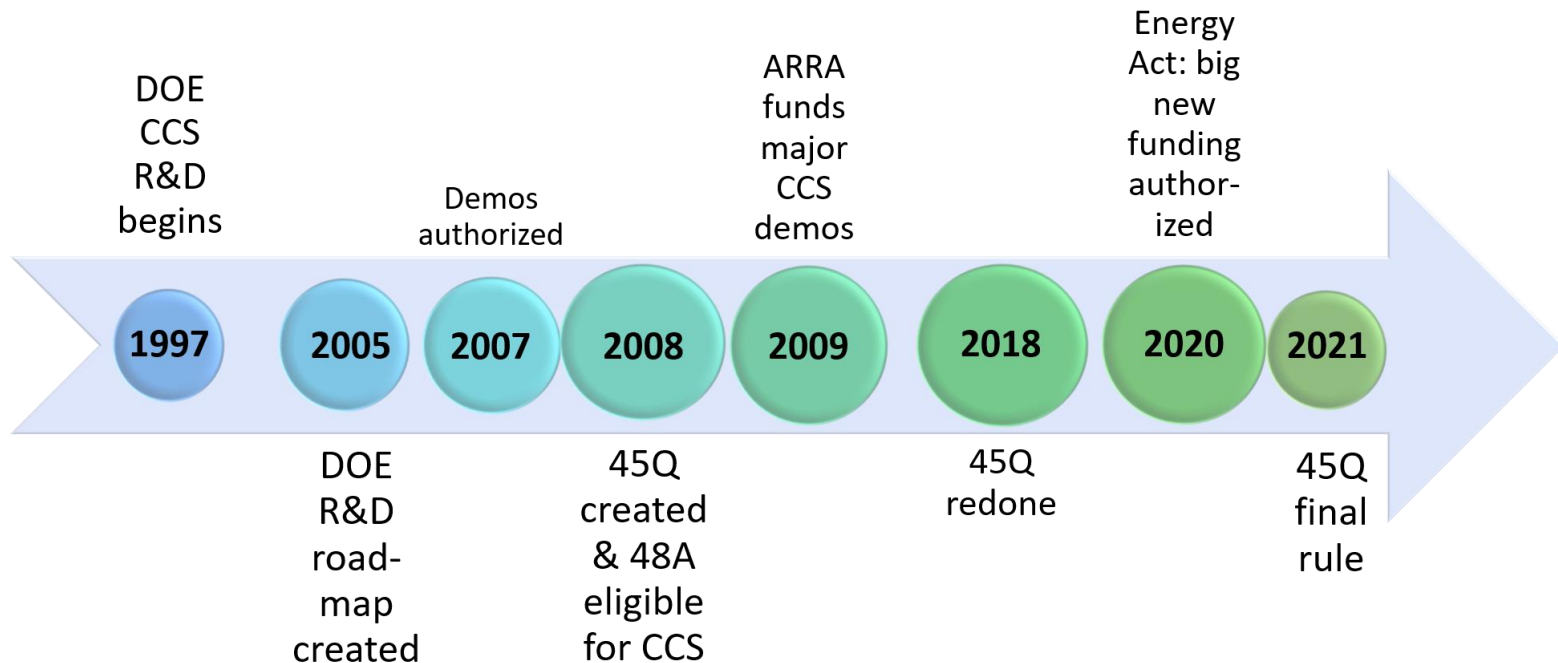 DOE
CCS
R&D
begins
Demos
authorized
ARRA
funds
major
CCS
demos
Energy
Act: big
new
funding
author-
ized
1997
2005
2007
2008
2009
2018
2020
2021
DOE
R&D
road-
map
created
45Q
created
& 48A
eligible
for CCS
45Q
redone
45Q
final
rule